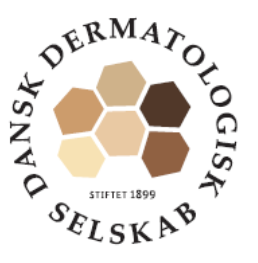 DANSK DERMATOLOGISK SELSKAB
STIFTET 1899